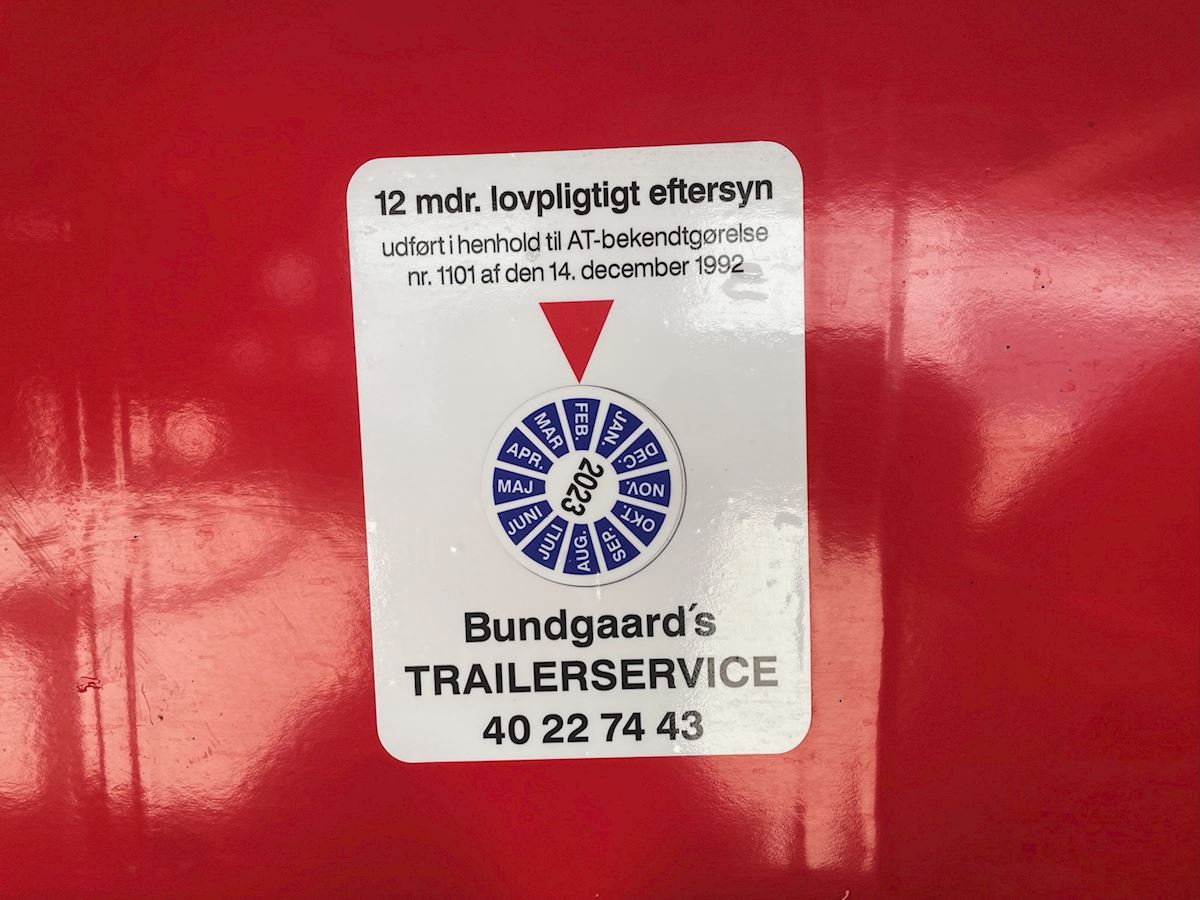 12 mdr. lovpligtigt eftersyn
udført i henhold til AT-bekendtgørelse
nr. 1101 af den 14. december 1992
FEB.
JAN.
DEC.
NOV.
OKT.
SEP.
AUG.
JULI
JUNI
MAJ
APR.
MAR.
2023
Bundgaard´s
TRAILERSERVICE
40 22 74 43